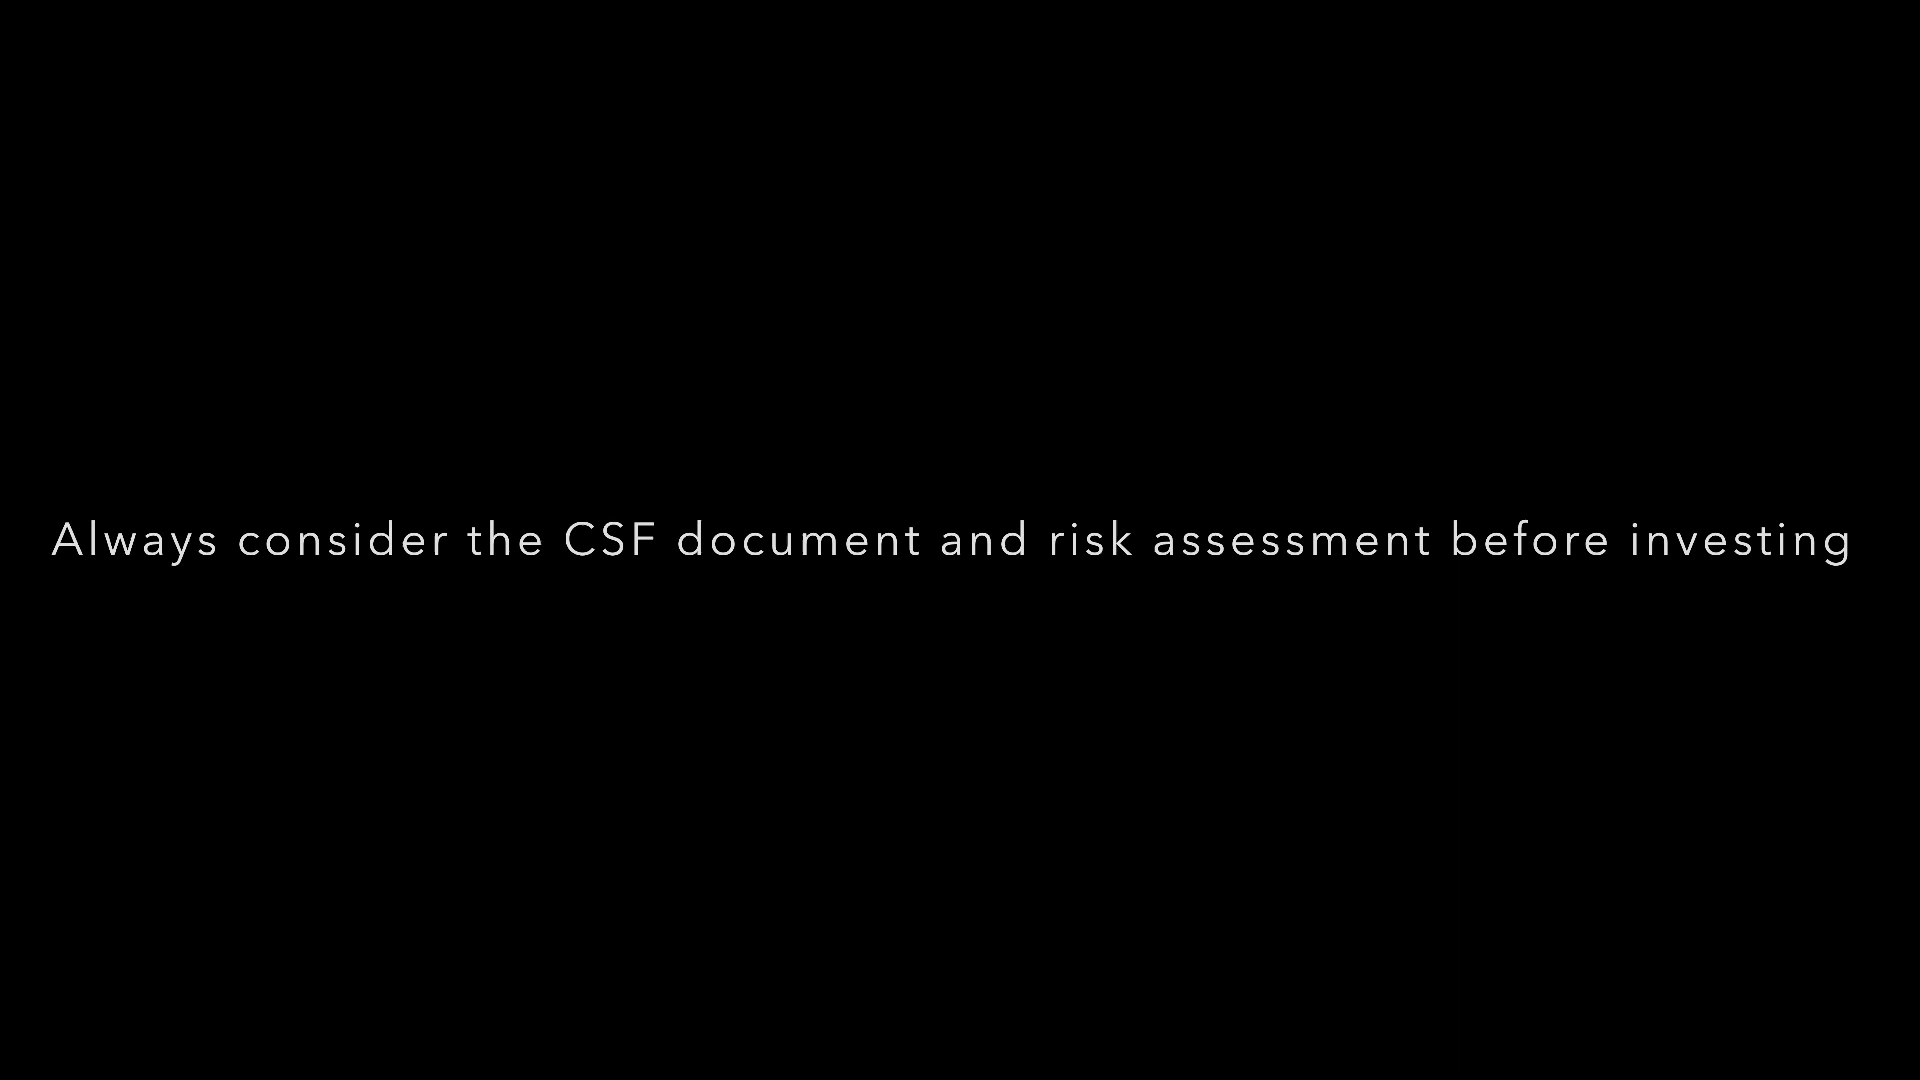 Always consider the CSF document and risk assessment before investing